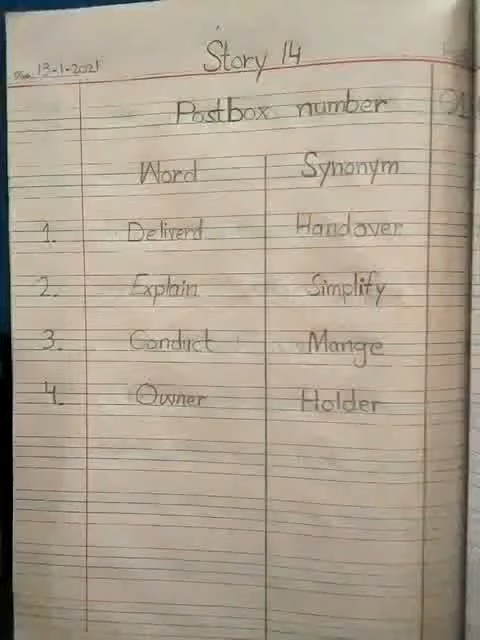 Story 14
13-1-2021
Postbox number
Word Synonym
1. Deliverd Handover
2. Explain Simplify
3. Conduct Mange
4. Owner Holder